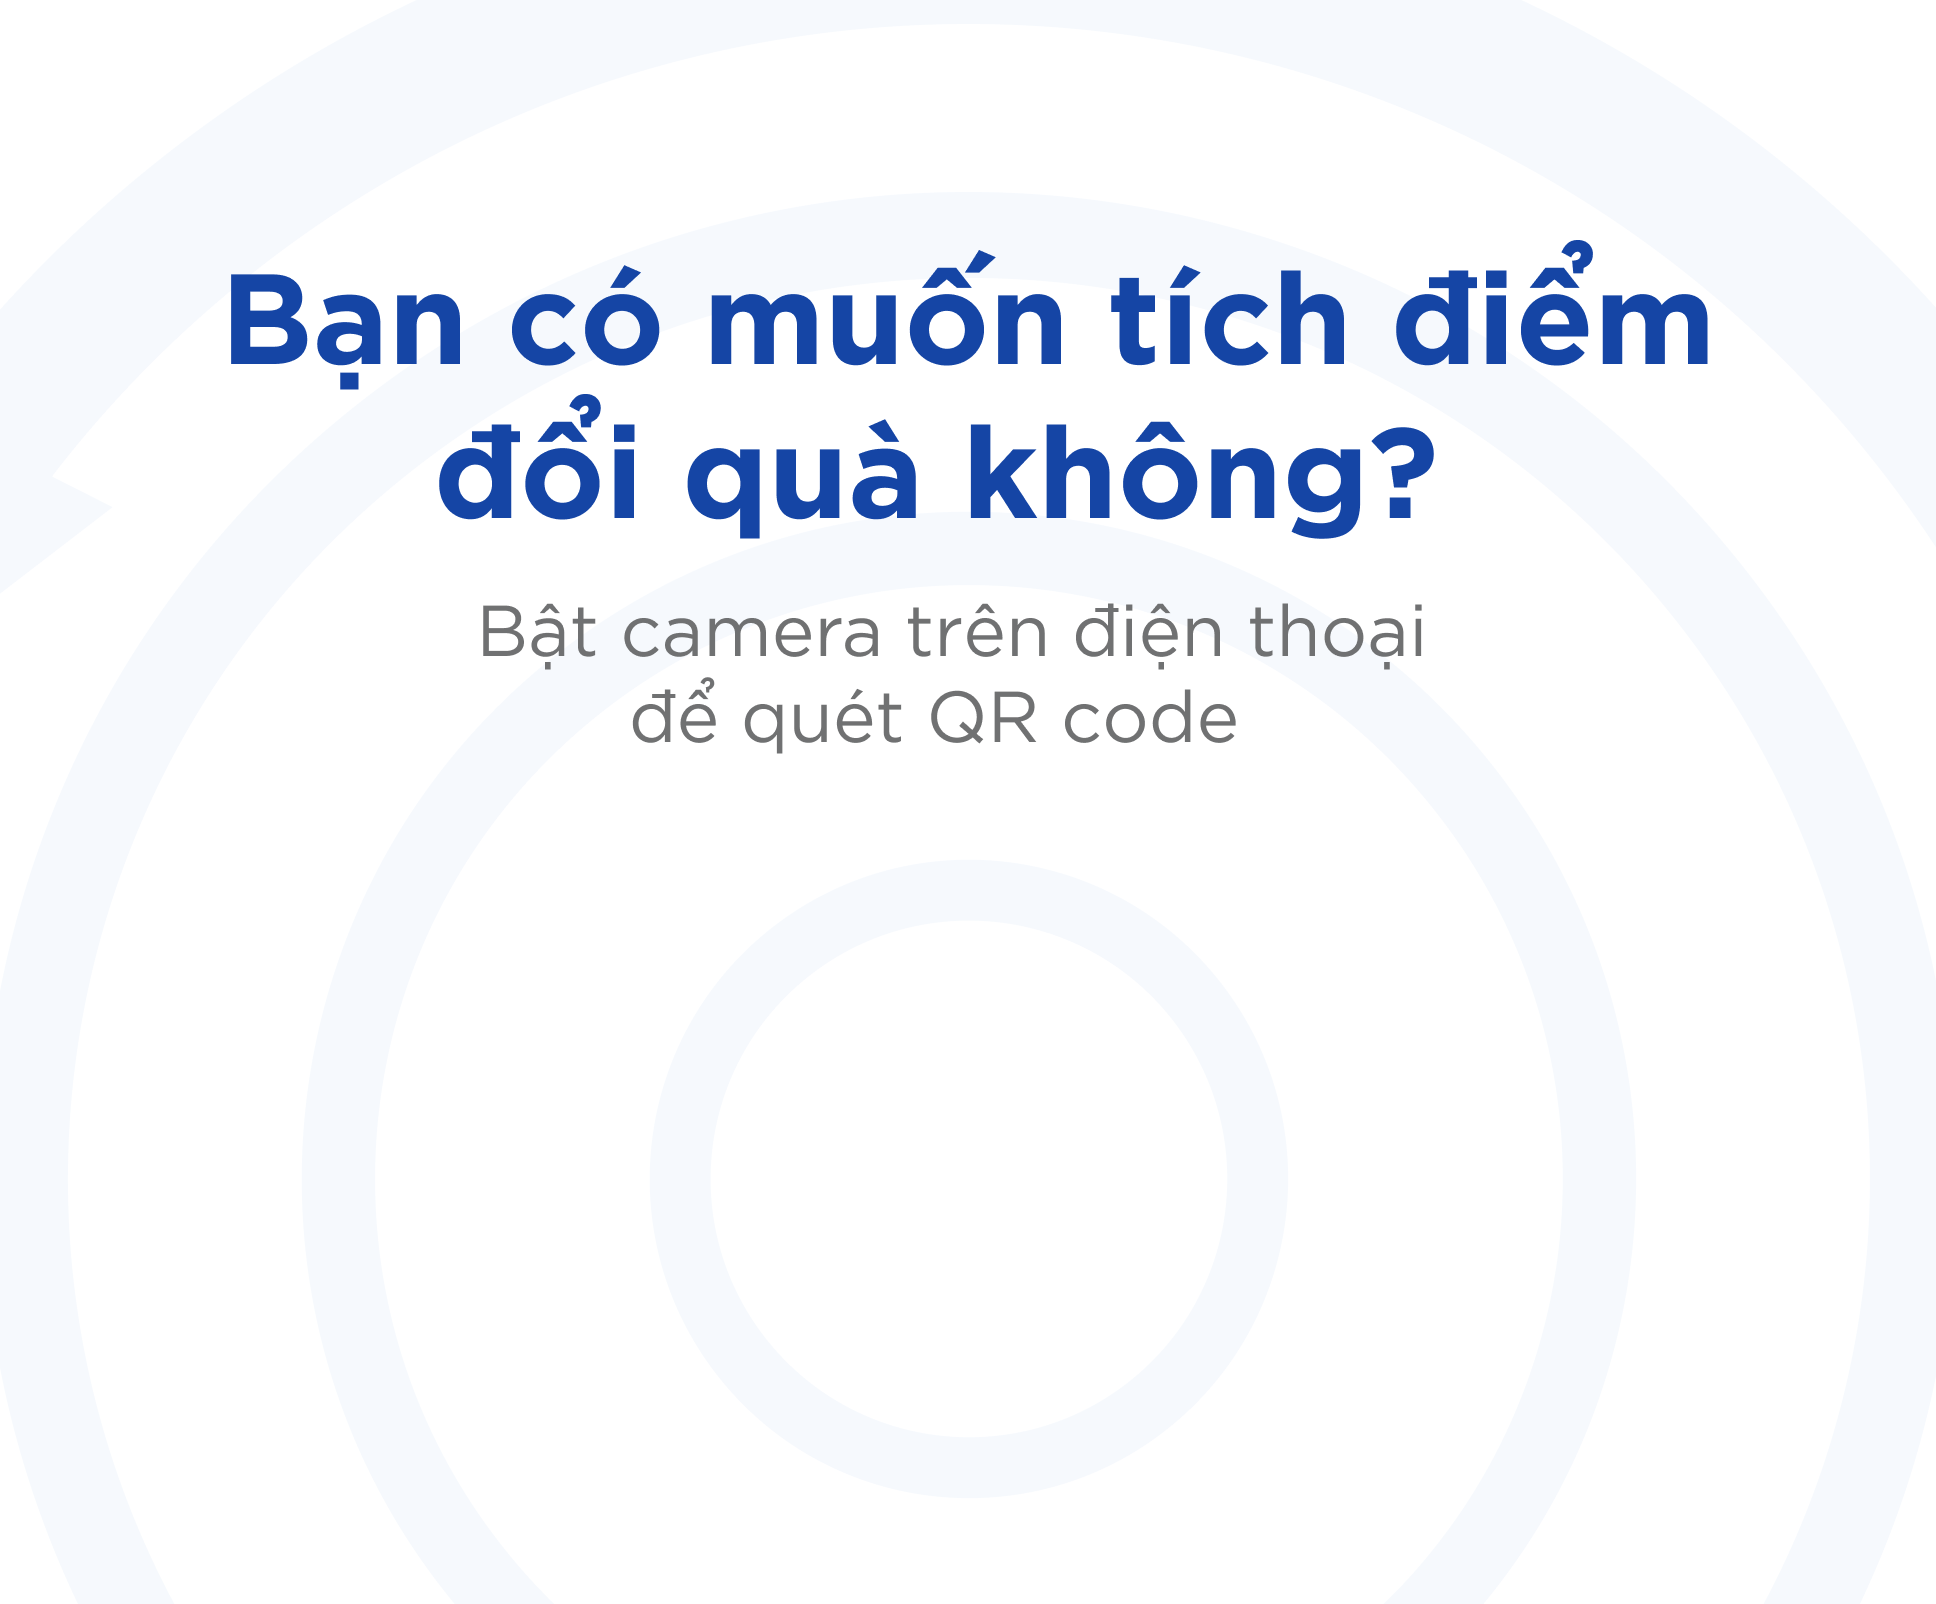 Bạn có muốn tích điểm
đổi quà không?
Bật camera trên điện thoại
để quét QR code